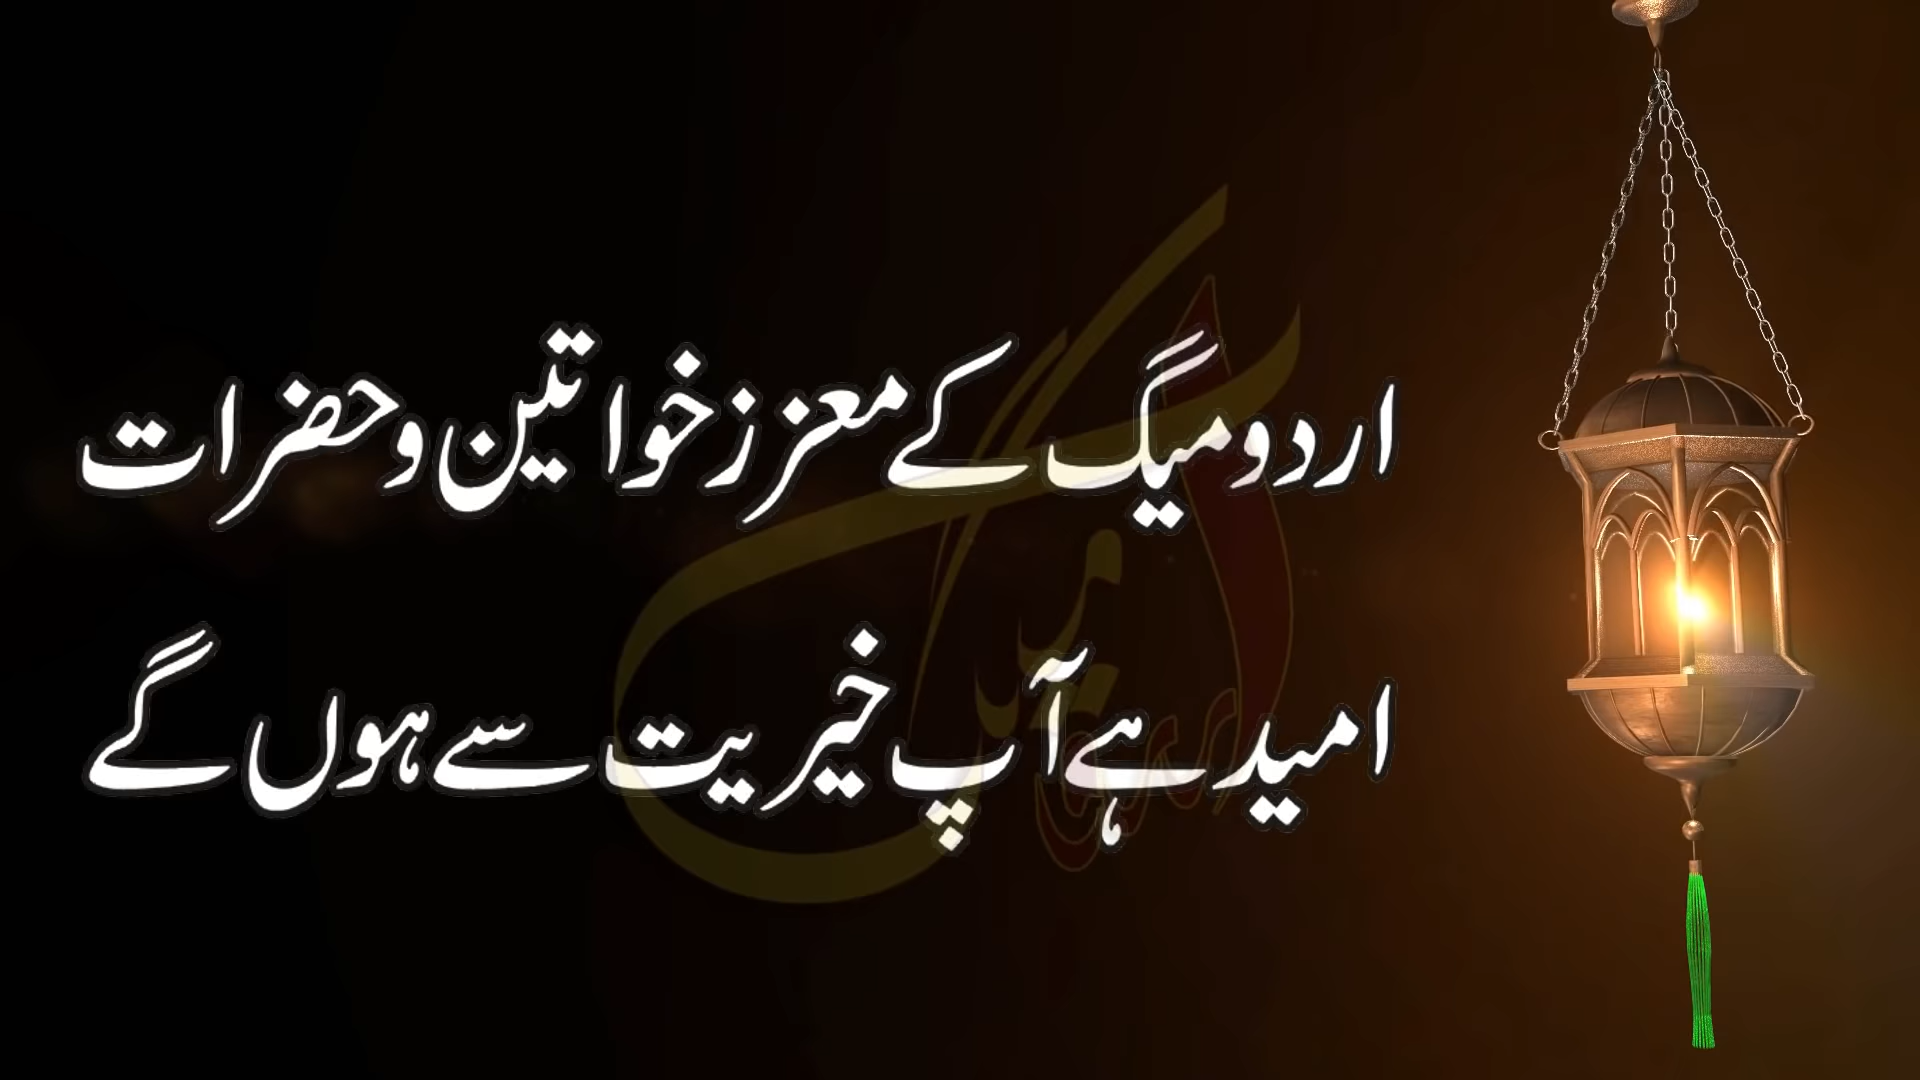 اردو میگ کے معزز خواتین و حضرات
امید ہے آپ خیریت سے ہوں گے